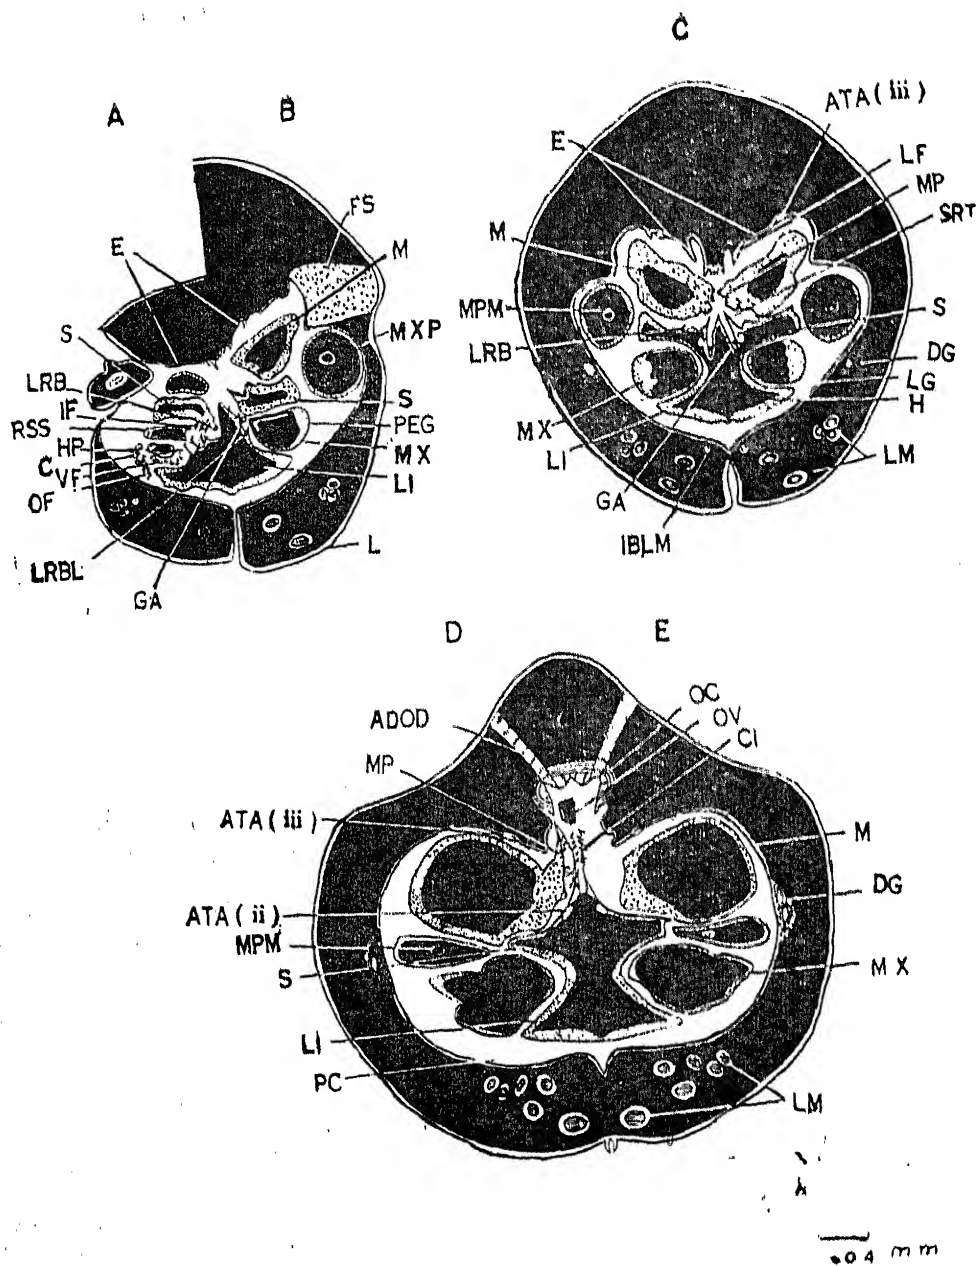 A
B
C
FS
E
M
S
MXP
LRB
IF
RSS
HP
C
VF
OF
S
PEG
MX
LI
L
LRBL
GA
ATA(iii)
E
LF
MP
SRT
M
MPM
LRB
S
DG
LG
H
MX
LI
LM
GA
IBLM
D
E
ADOD
OC
OV
CI
MP
ATA(iii)
M
DG
ATA(ii)
MPM
S
MX
LI
PC
LM
.04 mm